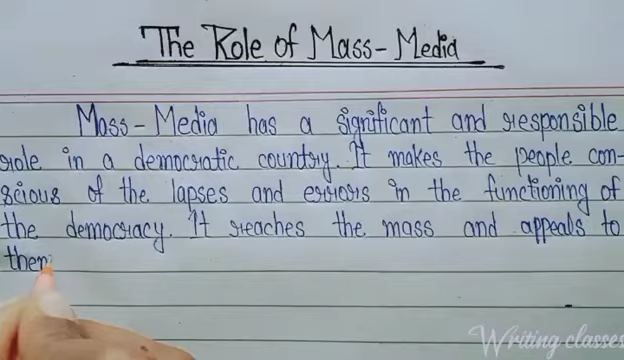 The Role of Mass-Media
Mass-Media has a significant and responsible
role in a democratic country. It makes the people con-
scious of the lapses and errors in the functioning of
the democracy. It reaches the mass and appeals to
them
Writing classes